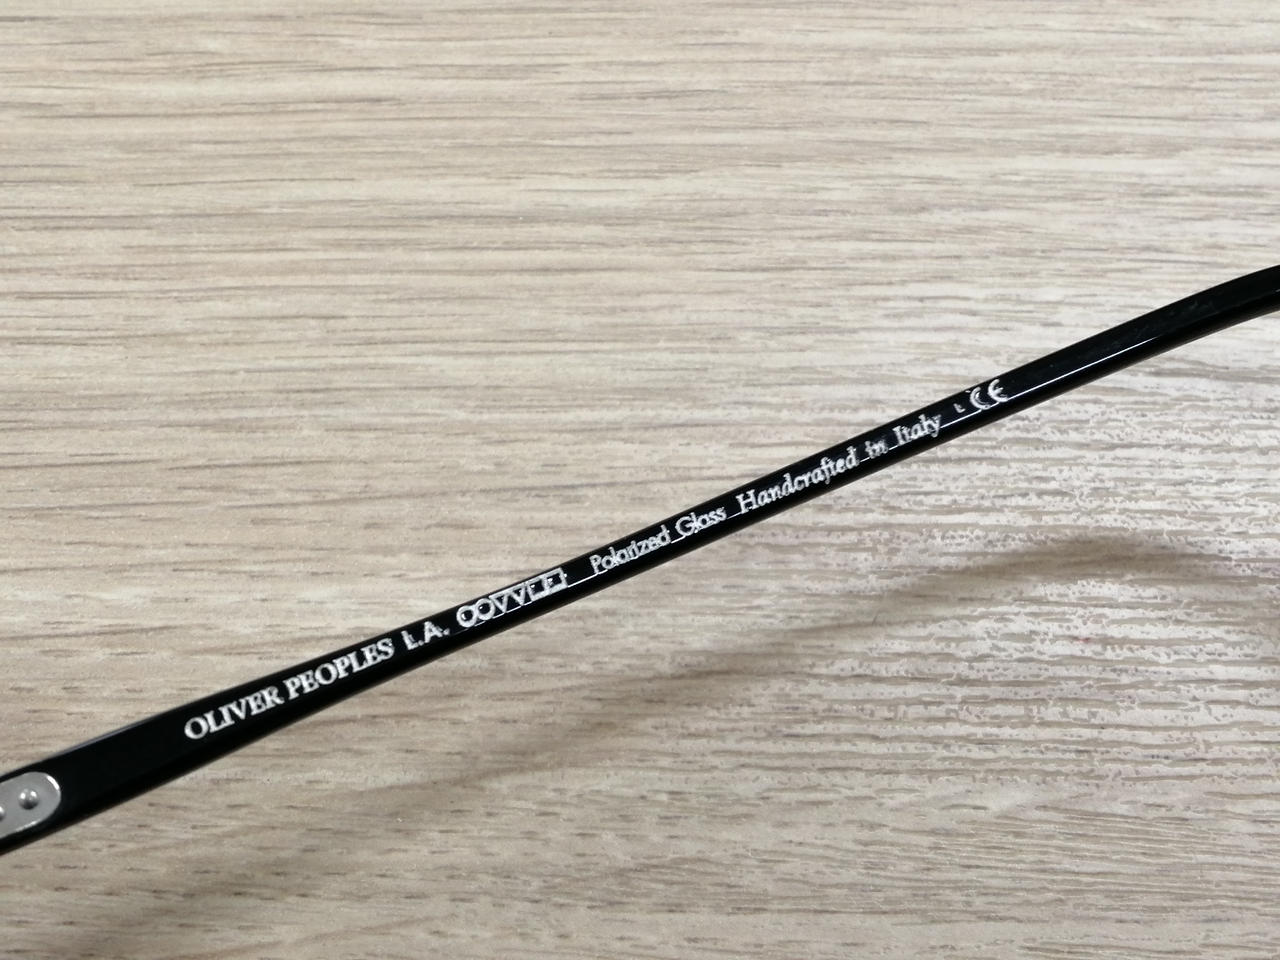 OLIVER PEOPLES L.A. Polarized Glass Handcrafted in Italy CE